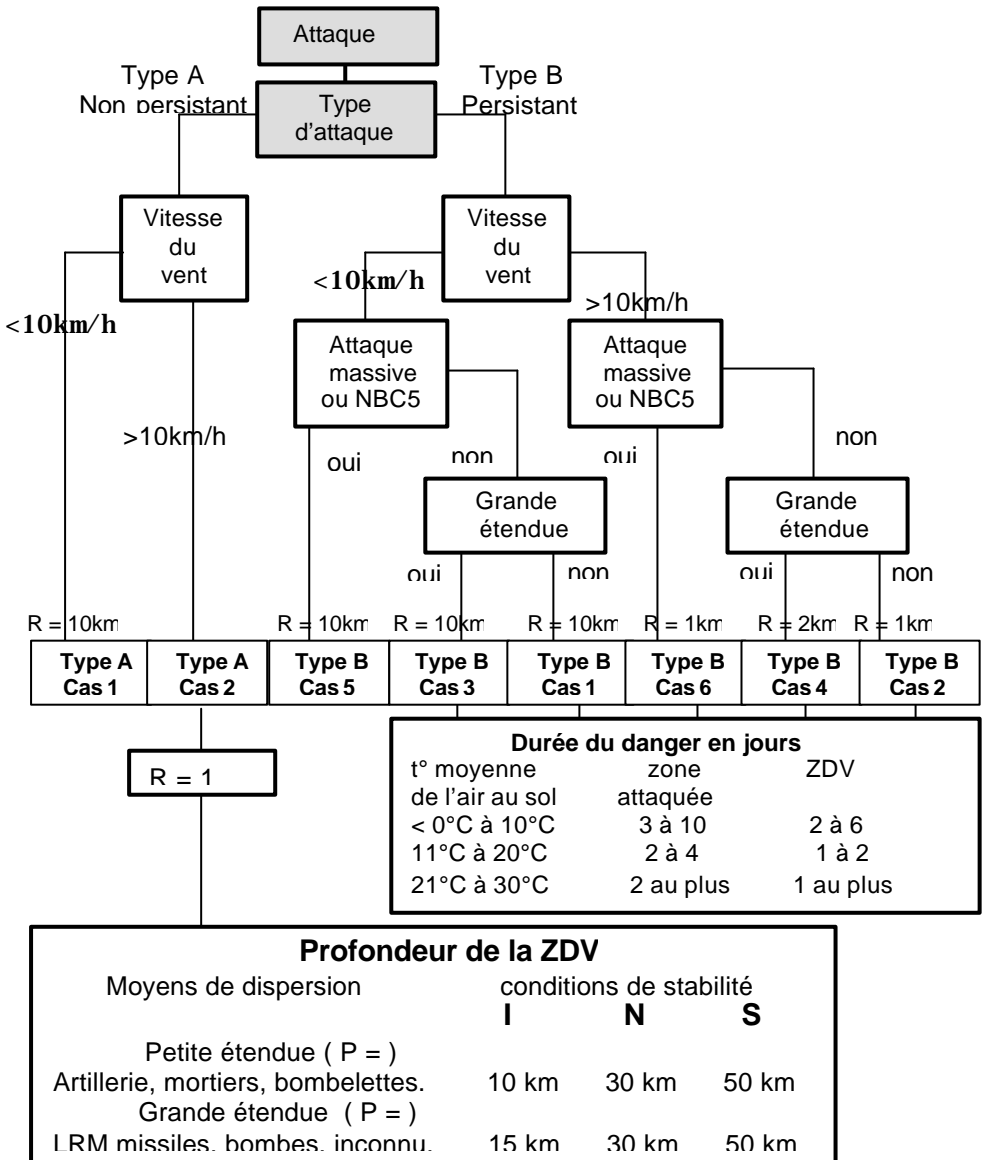 Attaque
Type A
Non persistant
Type
d'attaque
Type B
Persistant
Vitesse
du
vent
Vitesse
du
vent
<10km/h
>10km/h
<10km/h
>10km/h
Attaque
massive
ou NBC5
Attaque
massive
ou NBC5
oui
non
oui
non
Grande
étendue
Grande
étendue
oui
non
oui
non
R = 10km
R = 10km
R = 10km
R = 10km
R = 1km
R = 2km
R = 1km
Type A
Cas 1
Type A
Cas 2
Type B
Cas 5
Type B
Cas 3
Type B
Cas 1
Type B
Cas 6
Type B
Cas 4
Type B
Cas 2
R = 1
Durée du danger en jours
t° moyenne zone ZDV
de l'air au sol attaquée
< 0°C à 10°C 3 à 10 2 à 6
11°C à 20°C 2 à 4 1 à 2
21°C à 30°C 2 au plus 1 au plus
Profondeur de la ZDV
Moyens de dispersion conditions de stabilité
I N S
Petite étendue ( P = )
Artillerie, mortiers, bombelettes. 10 km 30 km 50 km
Grande étendue ( P = )
LRM missiles, bombes, inconnu. 15 km 30 km 50 km